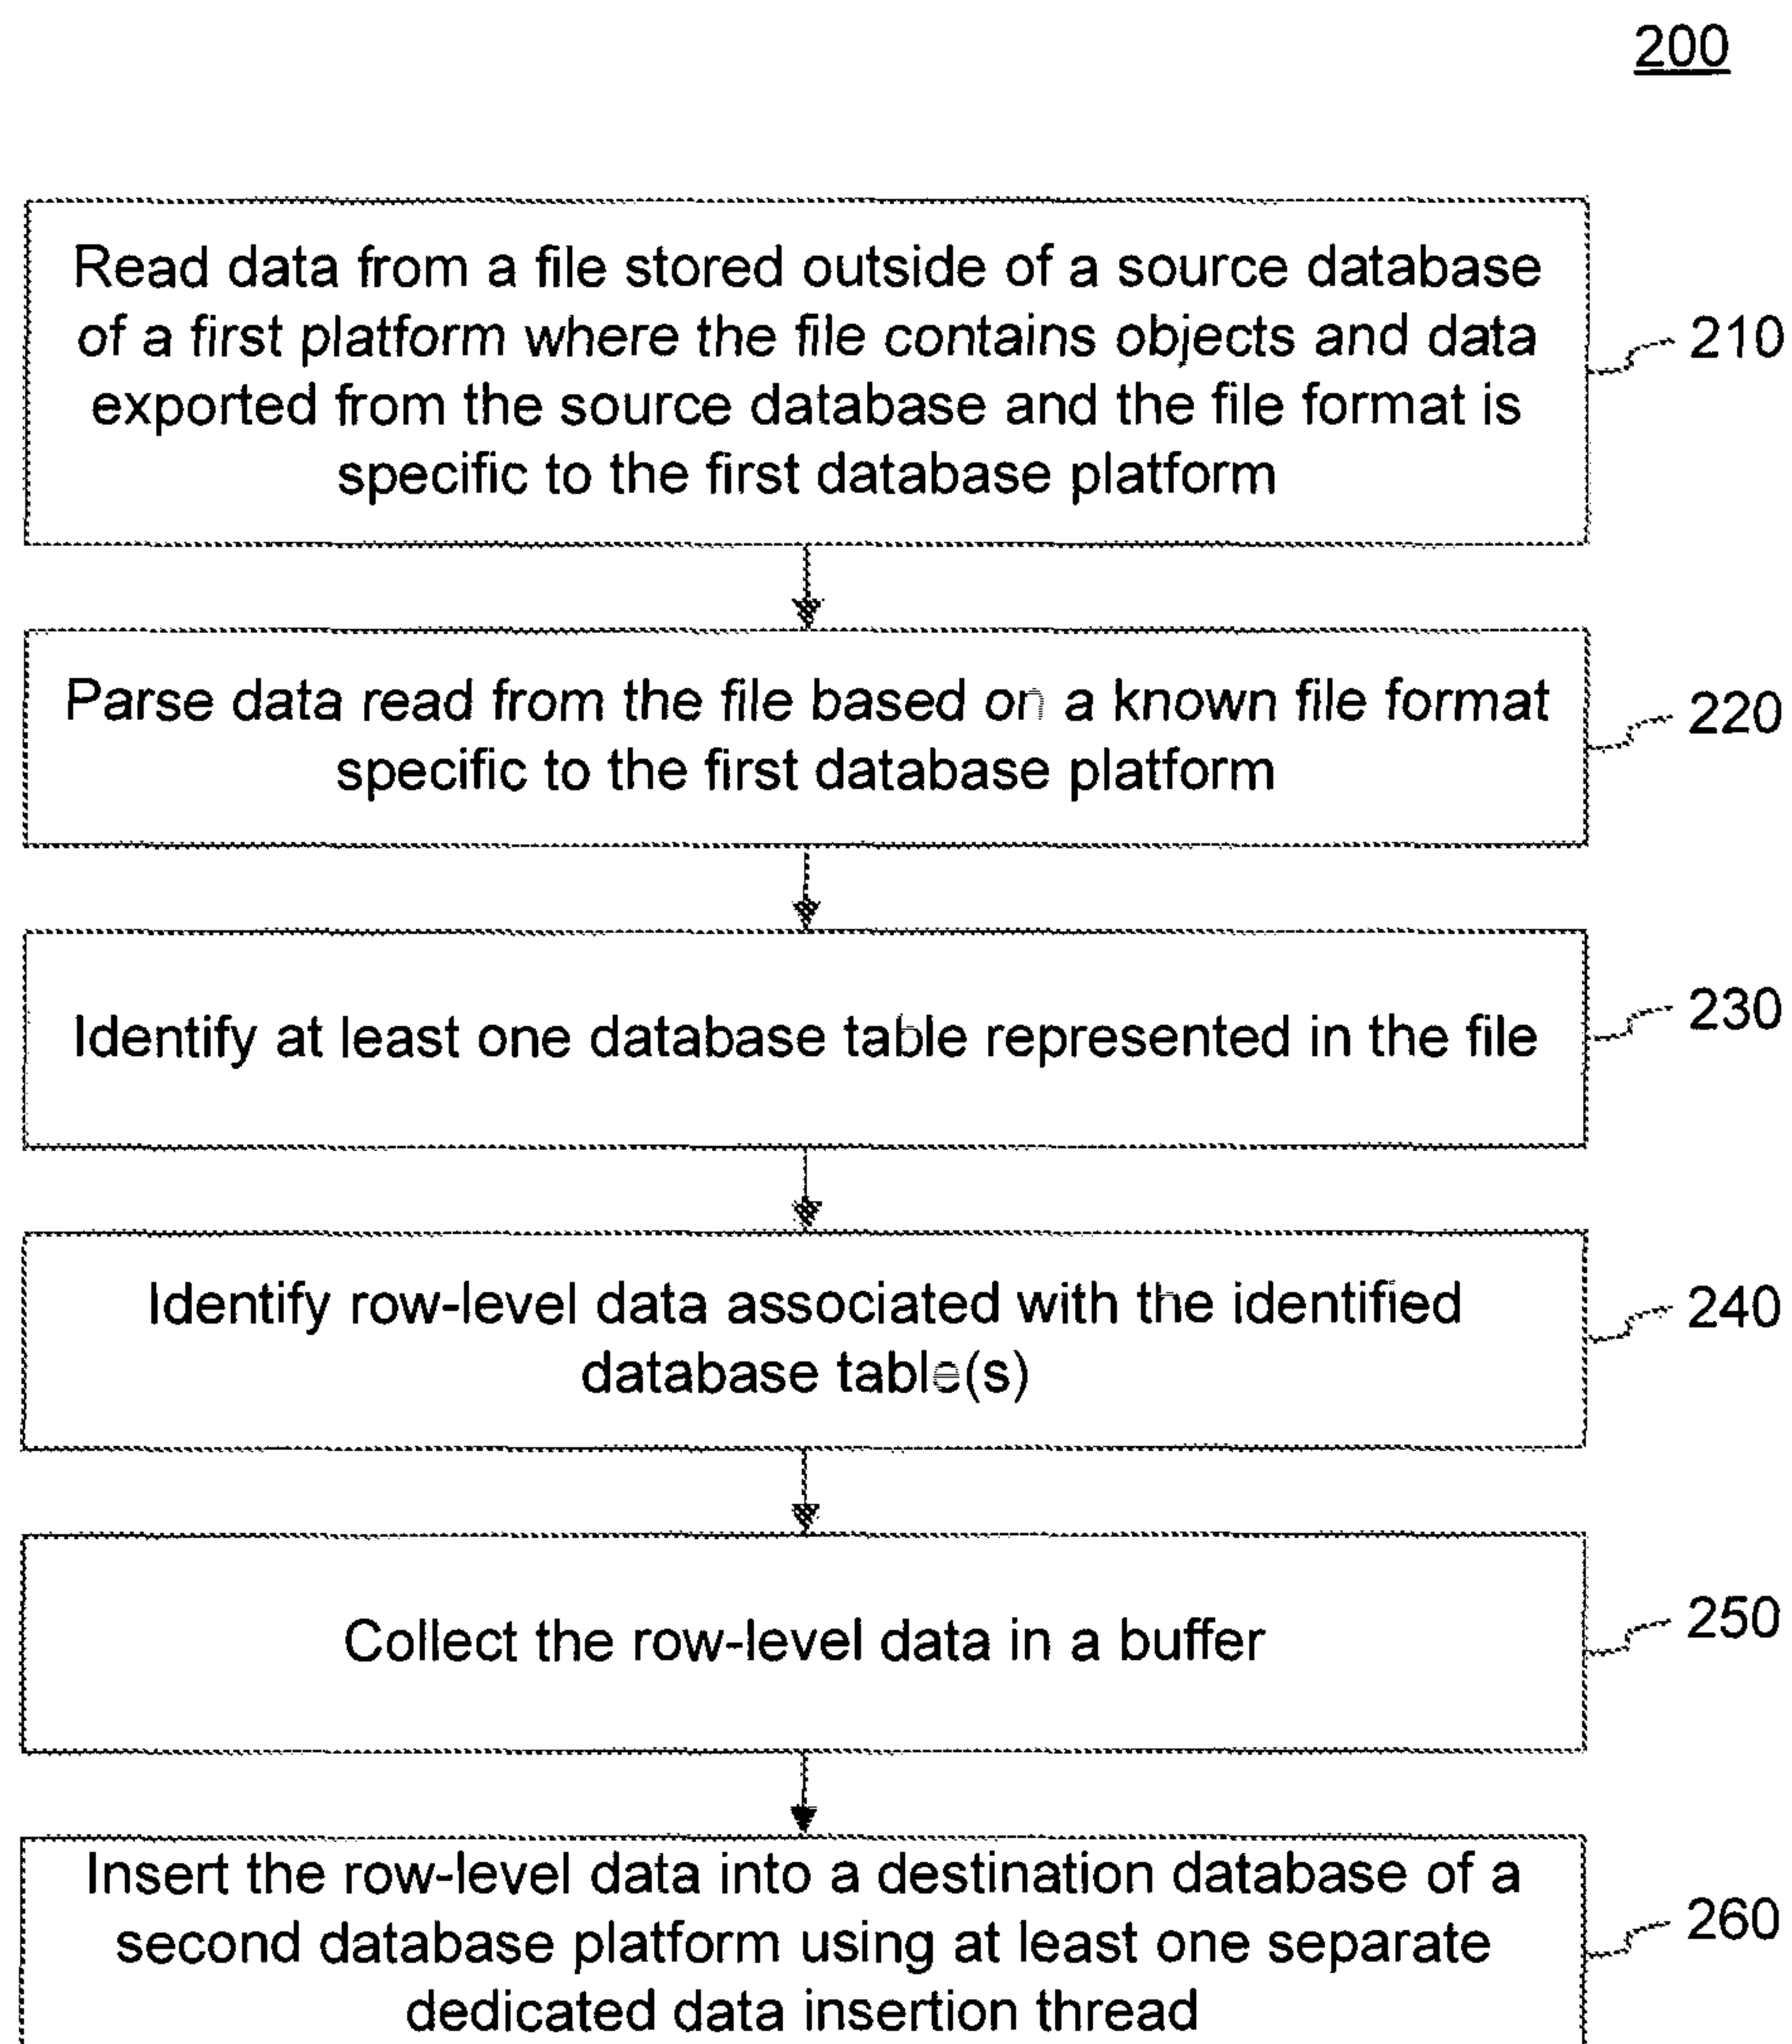 200
Read data from a file stored outside of a source database
of a first platform where the file contains objects and data
exported from the source database and the file format is
specific to the first database platform
210
Parse data read from the file based on a known file format
specific to the first database platform
220
Identify at least one database table represented in the file
230
Identify row-level data associated with the identified
database table(s)
240
Collect the row-level data in a buffer
250
Insert the row-level data into a destination database of a
second database platform using at least one separate
dedicated data insertion thread
260